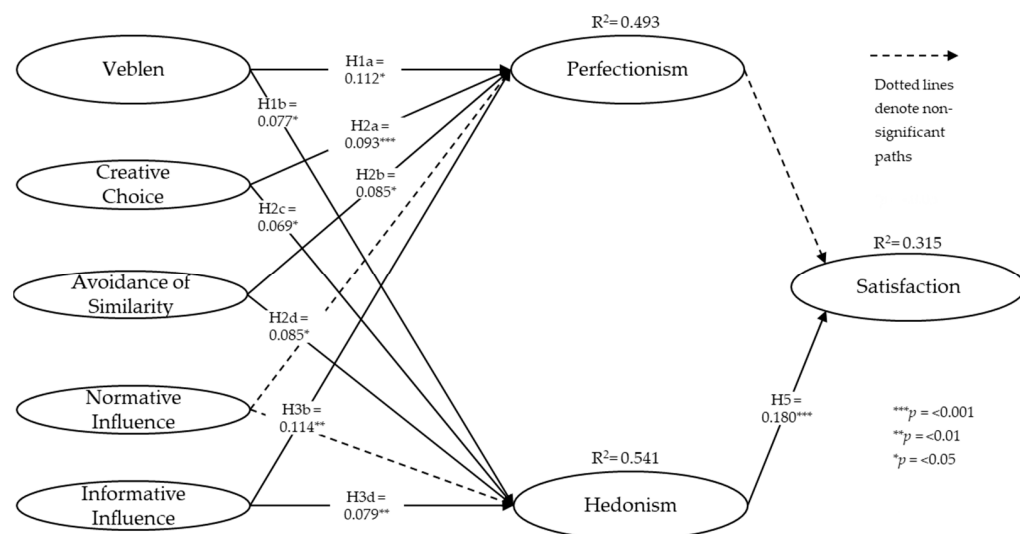 R²= 0.493
Veblen
H1a =
0.112*
Perfectionism
Dotted lines
denote non-
significant
paths
H1b =
0.077*
H2a =
0.093***
Creative
Choice
H2b =
0.085*
H2c =
0.069*
R²= 0.315
Avoidance of
Similarity
Satisfaction
H2d =
0.085*
Normative
Influence
H3b =
0.114**
H5 =
0.180***
***p = <0.001
**p = <0.01
*p = <0.05
R²= 0.541
Informative
Influence
H3d =
0.079**
Hedonism